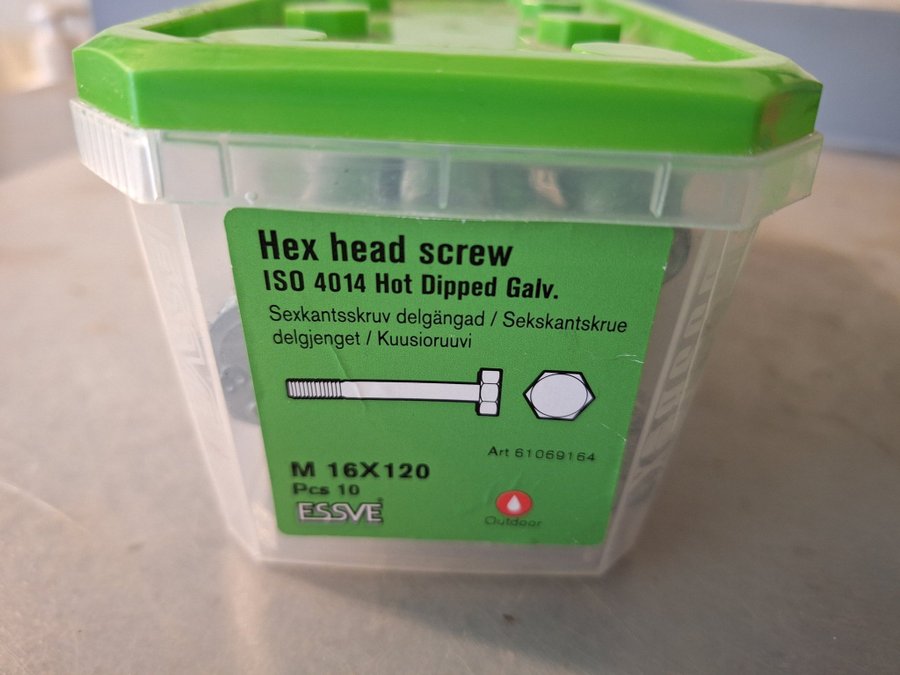 Hex head screw
ISO 4014 Hot Dipped Galv.
Sexkantsskruv delgängad / Sekskantskrue
delgjenget / Kuusioruuvi
Art 61069164
M 16X120
Pcs 10
ESSVE
Outdoor